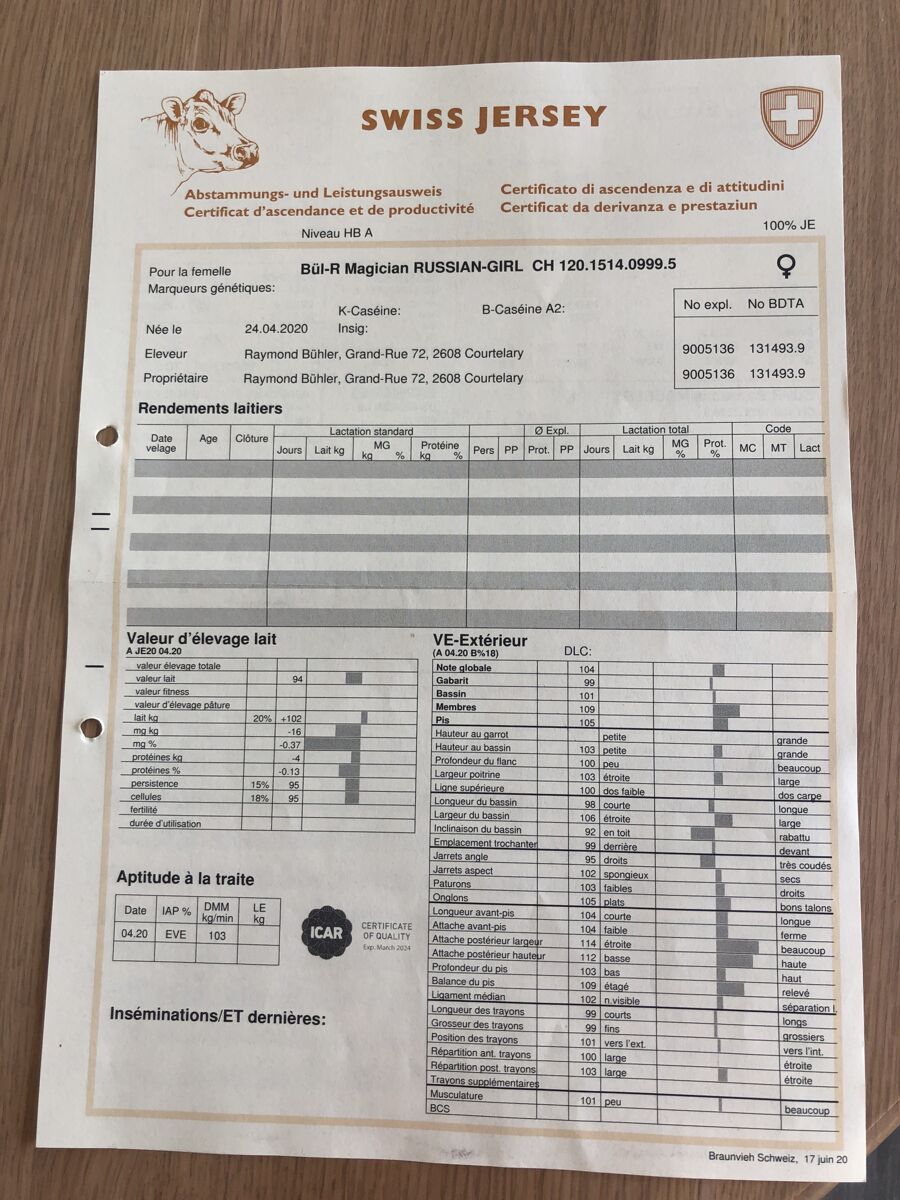 SWISS JERSEY
Abstammungs- und Leistungsausweis
Certificat d'ascendance et de productivité
Certificato di ascendenza e di attitudini
Certificat da derivanza e prestaziun
Niveau HB A
100% JE
Pour la femelle Bül-R Magician RUSSIAN-GIRL CH 120.1514.0999.5 ♀
Marqueurs génétiques:
K-Caséine: B-Caséine A2:
No expl. No BDTA
Née le 24.04.2020 Insig:
Eleveur Raymond Bühler, Grand-Rue 72, 2608 Courtelary 9005136 131493.9
Propriétaire Raymond Bühler, Grand-Rue 72, 2608 Courtelary 9005136 131493.9
Rendements laitiers
Lactation standard Ø Expl. Lactation total Code
Date velage Age Clôture Jours Lait kg MG kg % Protéine kg % Pers PP Prot. PP Jours Lait kg MG % Prot. % MC MT Lact
Valeur d'élevage lait
A JE20 04.20
valeur élevage totale
valeur lait 94
valeur fitness
valeur d'élevage pâture
lait kg 20% +102
mg kg -16
mg % -0.37
protéines kg -4
protéines % -0.13
persistence 15% 95
cellules 18% 95
fertilité
durée d'utilisation
Aptitude à la traite
Date IAP % DMM kg/min LE kg
04.20 EVE 103
ICAR
CERTIFICATE
OF QUALITY
Exp. March 2024
Inséminations/ET dernières:
VE-Extérieur
(A 04.20 B%18) DLC:
Note globale 104
Gabarit 99
Bassin 101
Membres 109
Pis 105
Hauteur au garrot petite grande
Hauteur au bassin 103 petite grande
Profondeur du flanc 100 peu beaucoup
Largeur poitrine 103 étroite large
Ligne supérieure 100 dos faible dos carpe
Longueur du bassin 98 courte longue
Largeur du bassin 106 étroite large
Inclinaison du bassin 92 en toit rabattu
Emplacement trochanter 99 derrière devant
Jarrets angle 95 droits très coudés
Jarrets aspect 102 spongieux secs
Paturons 103 faibles droits
Onglons 105 plats bons talons
Longueur avant-pis 104 courte longue
Attache avant-pis 104 faible ferme
Attache postérieur largeur 114 étroite beaucoup
Attache postérieur hauteur 112 basse haute
Profondeur du pis 103 bas haut
Balance du pis 109 étagé relevé
Ligament médian 102 n.visible séparation l.
Longueur des trayons 99 courts longs
Grosseur des trayons 99 fins grossiers
Position des trayons 101 vers l'ext. vers l'int.
Répartition ant. trayons 100 large étroite
Répartition post. trayons 103 large étroite
Trayons supplémentaires
Musculature 101 peu beaucoup
BCS
Braunvieh Schweiz, 17 juin 20